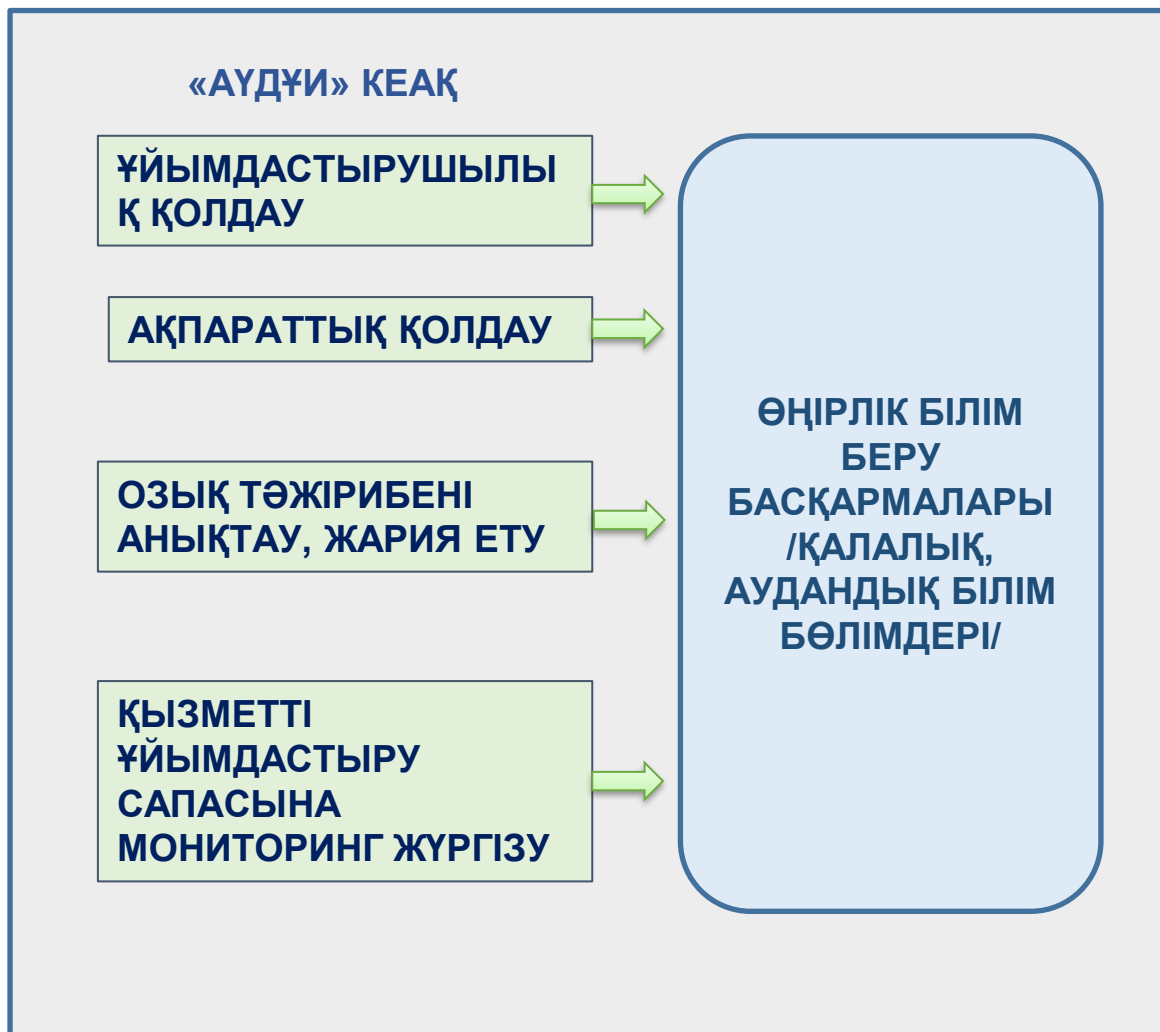 «АҮДҰИ» КЕАҚ
ҰЙЫМДАСТЫРУШЫЛЫ
Қ ҚОЛДАУ
АҚПАРАТТЫҚ ҚОЛДАУ
ОЗЫҚ ТӘЖІРИБЕНІ
АНЫҚТАУ, ЖАРИЯ ЕТУ
ҚЫЗМЕТТІ
ҰЙЫМДАСТЫРУ
САПАСЫНА
МОНИТОРИНГ ЖҮРГІЗУ
ӨҢІРЛІК БІЛІМ
БЕРУ
БАСҚАРМАЛАРЫ
/ҚАЛАЛЫҚ,
АУДАНДЫҚ БІЛІМ
БӨЛІМДЕРІ/